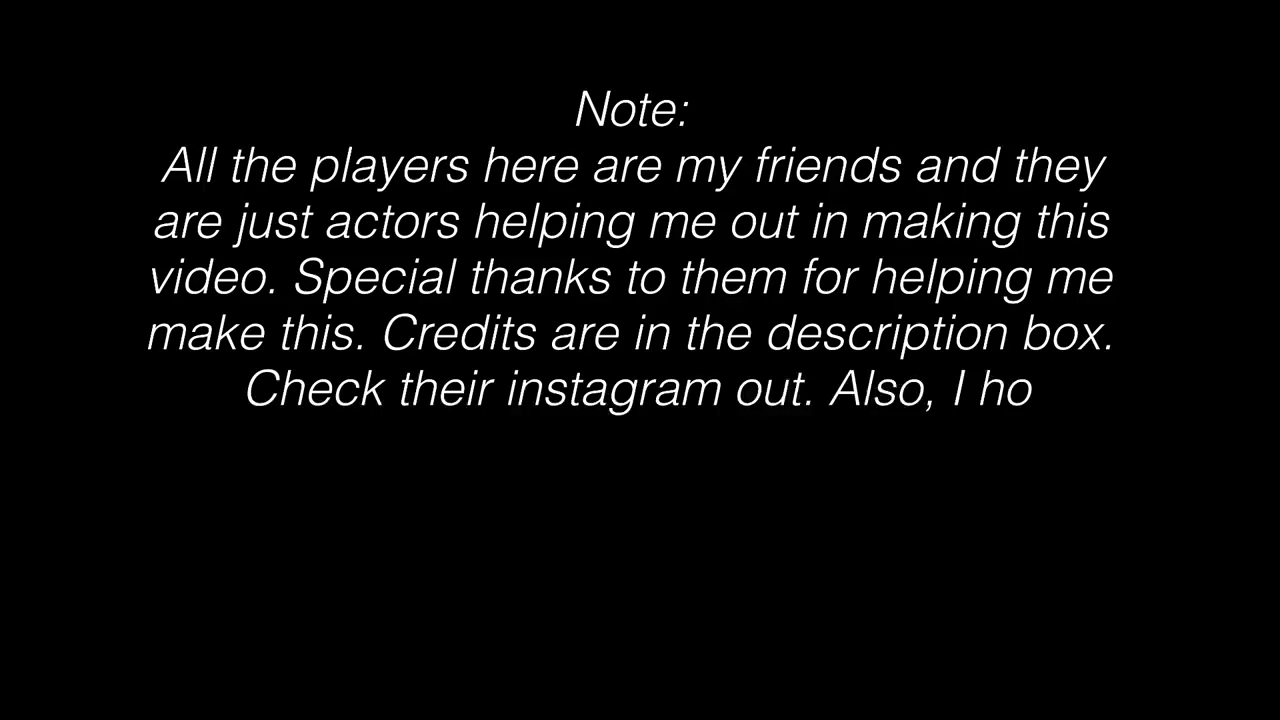 Note:
All the players here are my friends and they
are just actors helping me out in making this
video. Special thanks to them for helping me
make this. Credits are in the description box.
Check their instagram out. Also, I ho